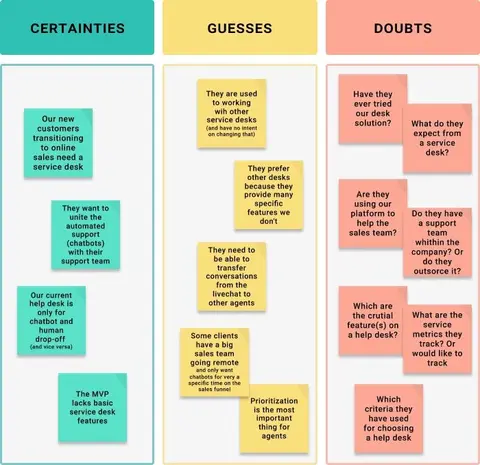 CERTAINTIES
GUESSES
DOUBTS
Our new
customers
transitioning
to online
sales need a
service desk
They want to
unite the
automated
support
(chatbots)
with their
support team
Our current
help desk is
only for
chatbot and
human
drop-off
(and vice versa)
The MVP
lacks basic
service desk
features
They are used
to working
wih other
service desks
(and have no intent
on changing that)
They prefer
other desks
because they
provide many
specific
features we
don't
They need to
be able to
transfer
conversations
from the
livechat to
other agents
Some clients
have a big
sales team
going remote
and only want
chatbots for very a
specific time on the
sales funnel
Prioritization
is the most
important
thing for
agents
Have they
ever tried
our desk
solution?
What do they
expect from
a service
desk?
Are they
using our
platform to
help the
sales team?
Do they have
a support
team
whithin the
company? Or
do they
outsorce it?
Which are
the crutial
feature(s) on
a help desk?
What are the
service
metrics they
track? Or
would like to
track
Which
criteria they
have used
for choosing
a help desk